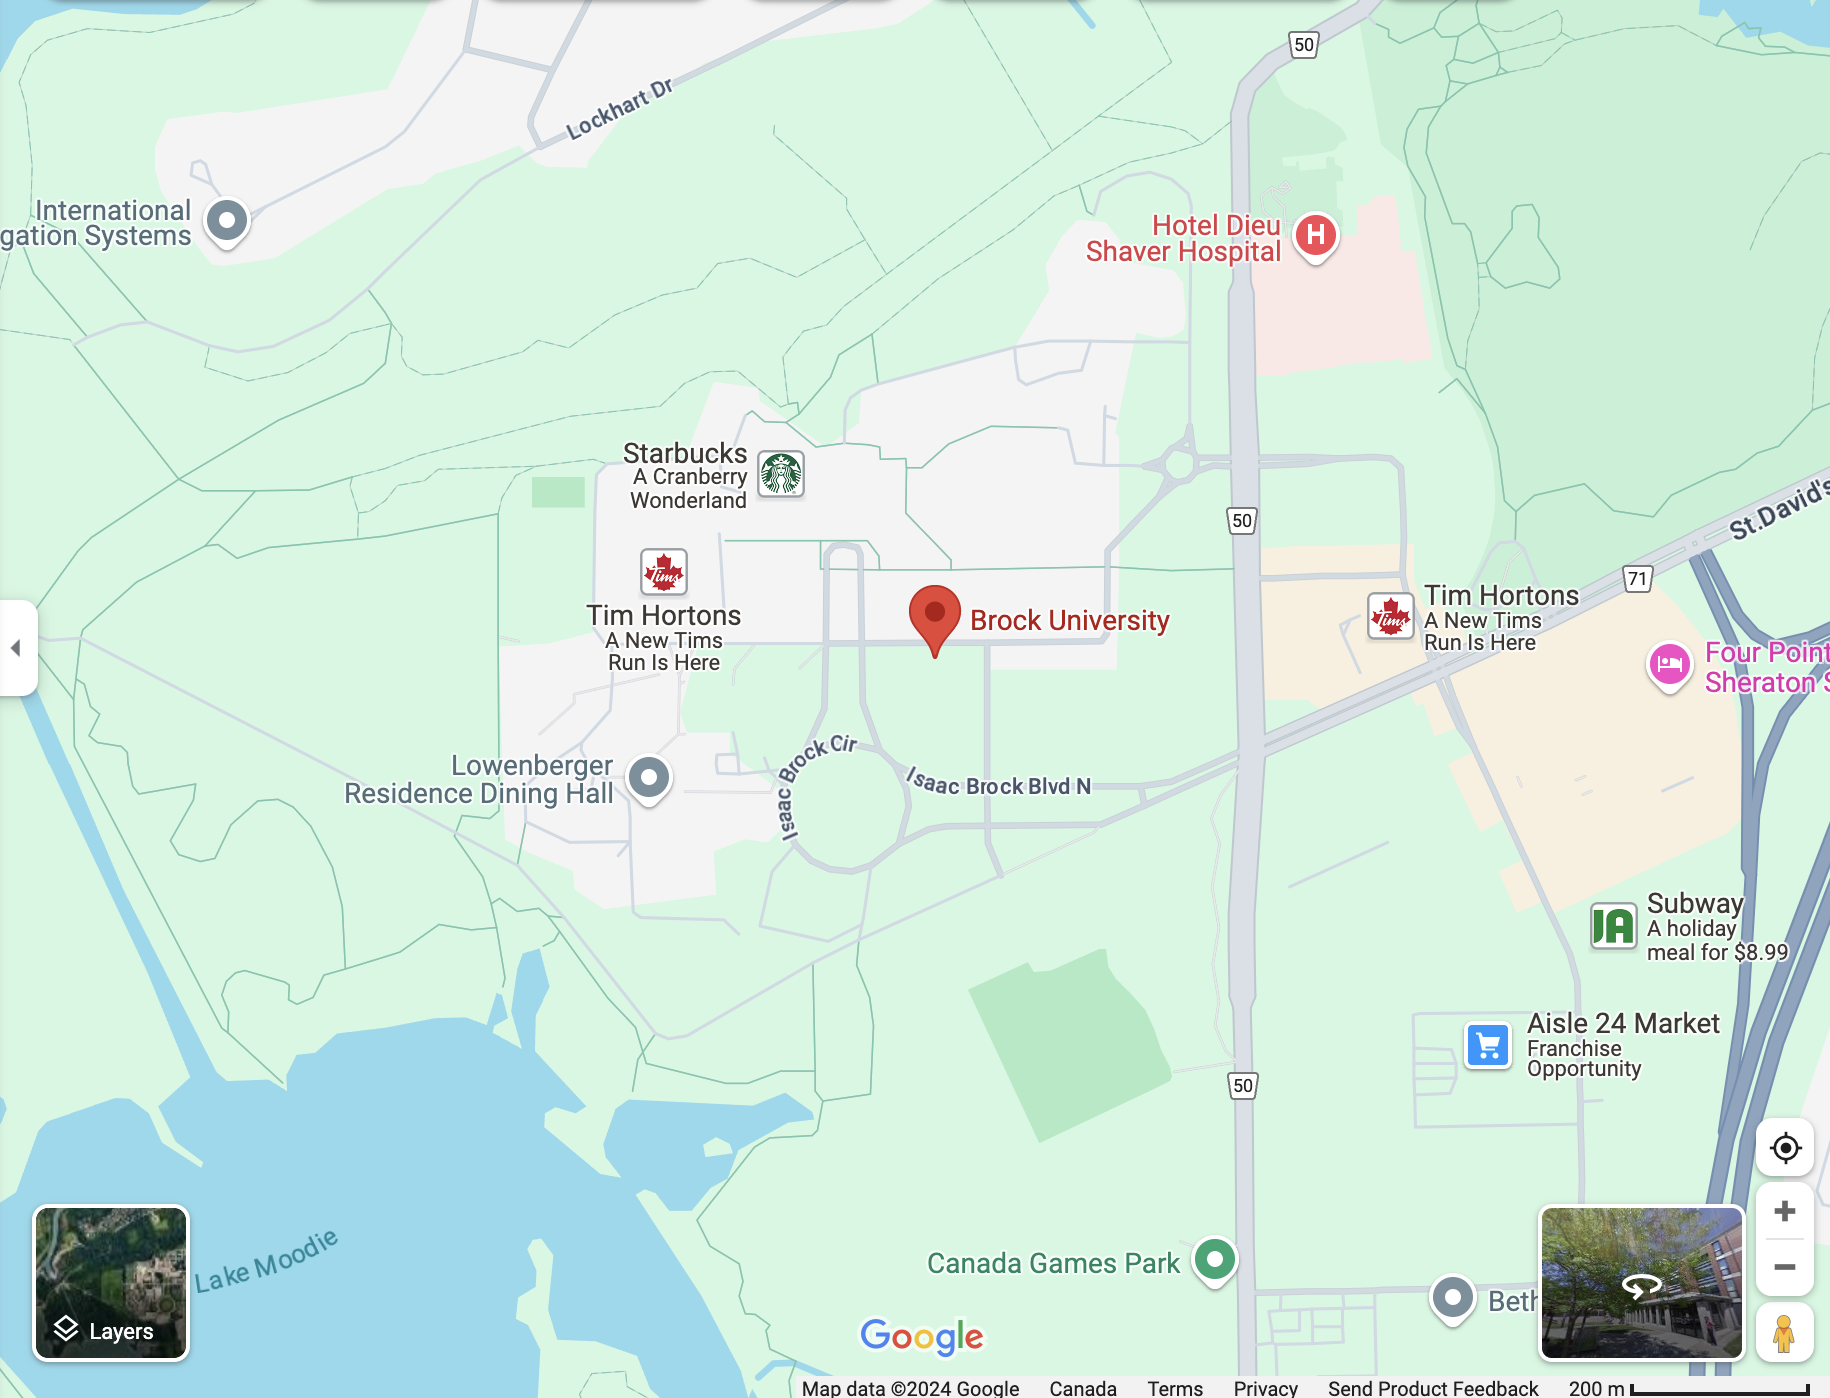 50
Lockhart Dr
International
gation Systems
Hotel Dieu
Shaver Hospital
H
Starbucks
A Cranberry
Wonderland
50
St.David's
71
Tims
Tim Hortons
A New Tims
Run Is Here
Tims
Tim Hortons
A New Tims
Run Is Here
Brock University
Four Point
Sheraton S
Isaac Brock Cir
Isaac Brock Blvd N
Lowenberger
Residence Dining Hall
Subway
A holiday
meal for $8.99
JA
Aisle 24 Market
Franchise
Opportunity
50
Lake Moodie
Canada Games Park
Beth
Layers
Google
Map data ©2024 Google Canada Terms Privacy Send Product Feedback 200 m